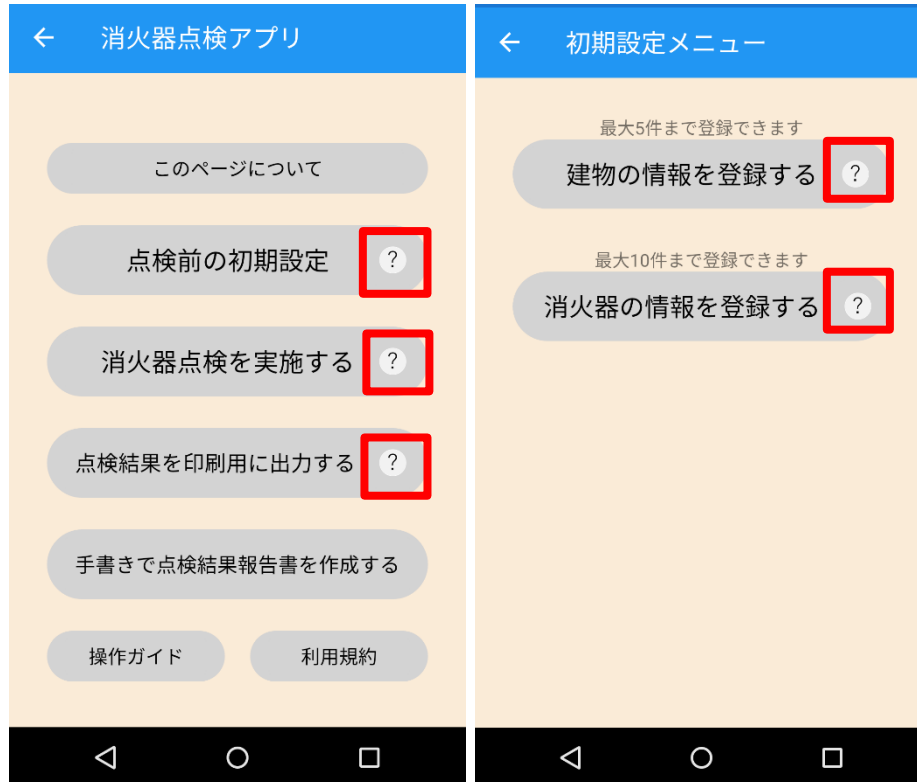 消火器点検アプリ
このページについて
点検前の初期設定 ?
消火器点検を実施する ?
点検結果を印刷用に出力する ?
手書きで点検結果報告書を作成する
操作ガイド
利用規約
初期設定メニュー
最大5件まで登録できます
建物の情報を登録する ?
最大10件まで登録できます
消火器の情報を登録する ?